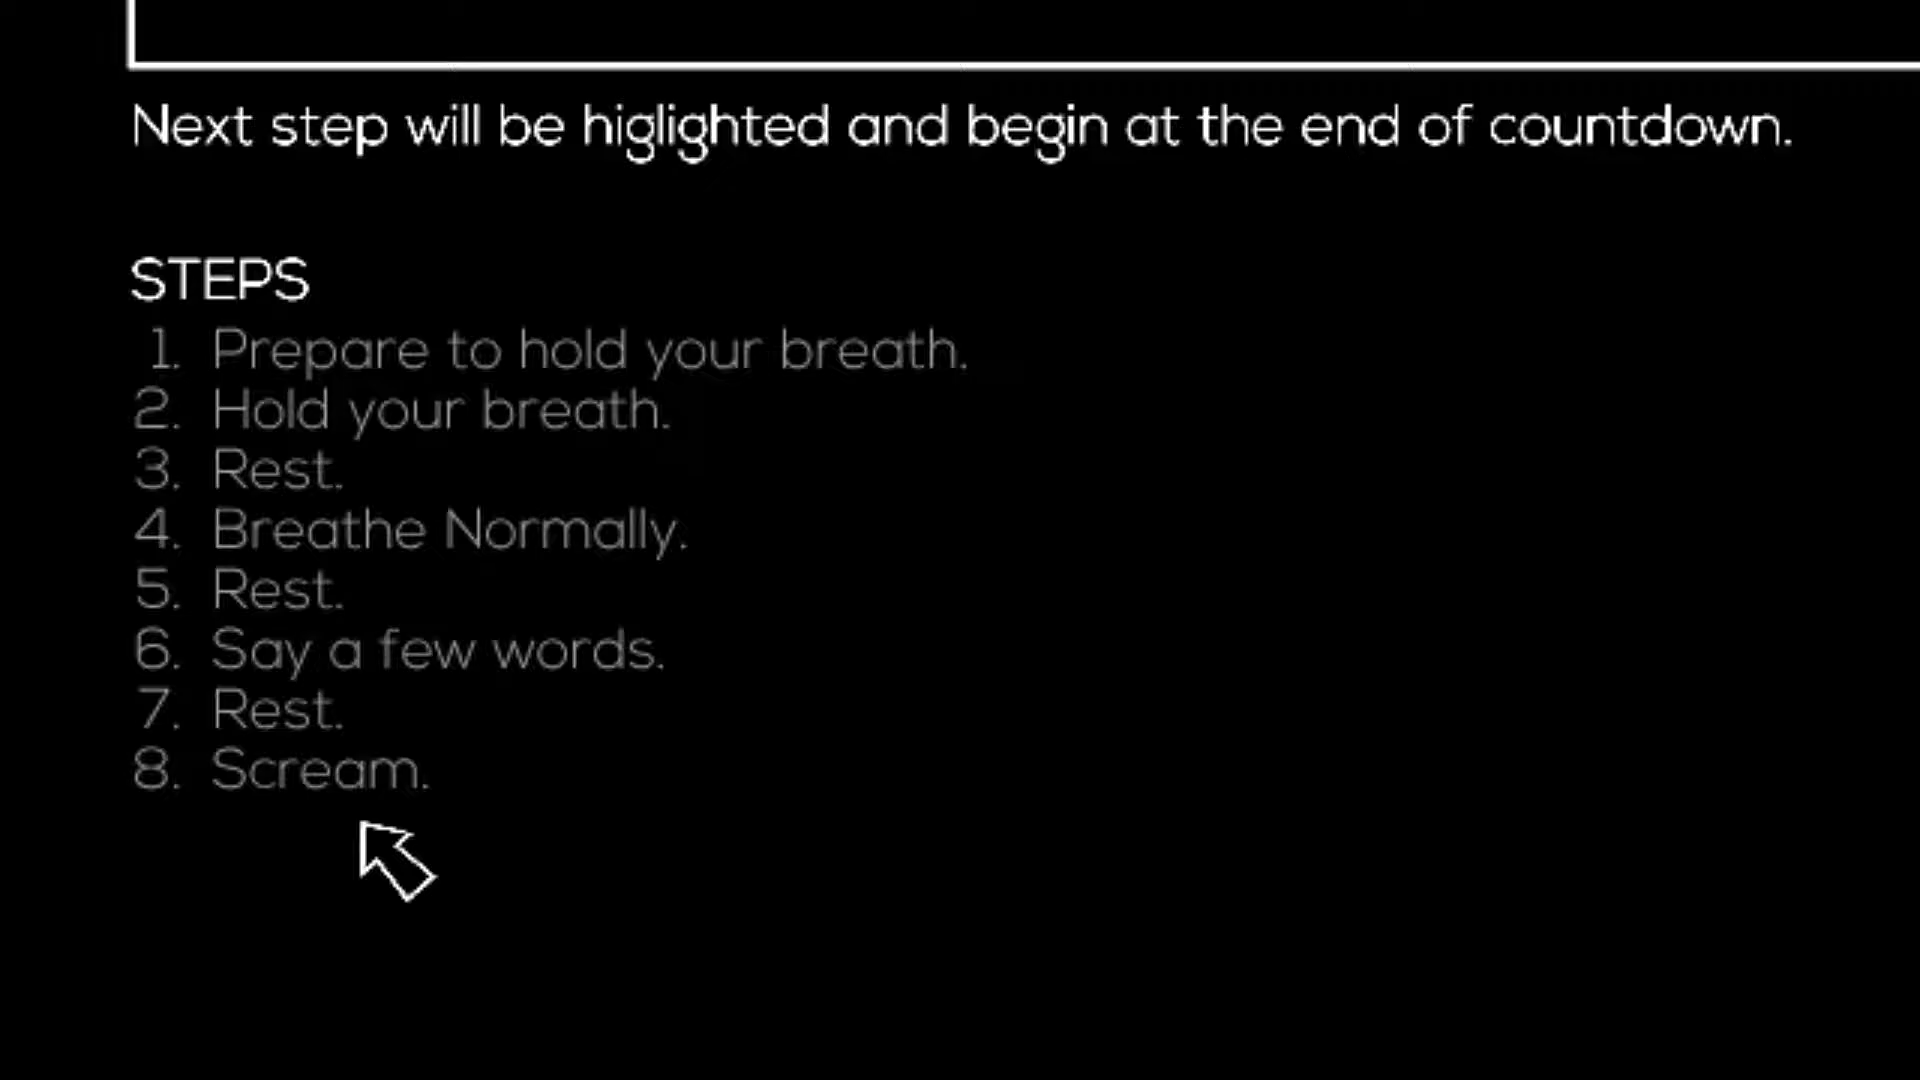 Next step will be higlighted and begin at the end of countdown.
STEPS
1. Prepare to hold your breath.
2. Hold your breath.
3. Rest.
4. Breathe Normally.
5. Rest.
6. Say a few words.
7. Rest.
8. Scream.